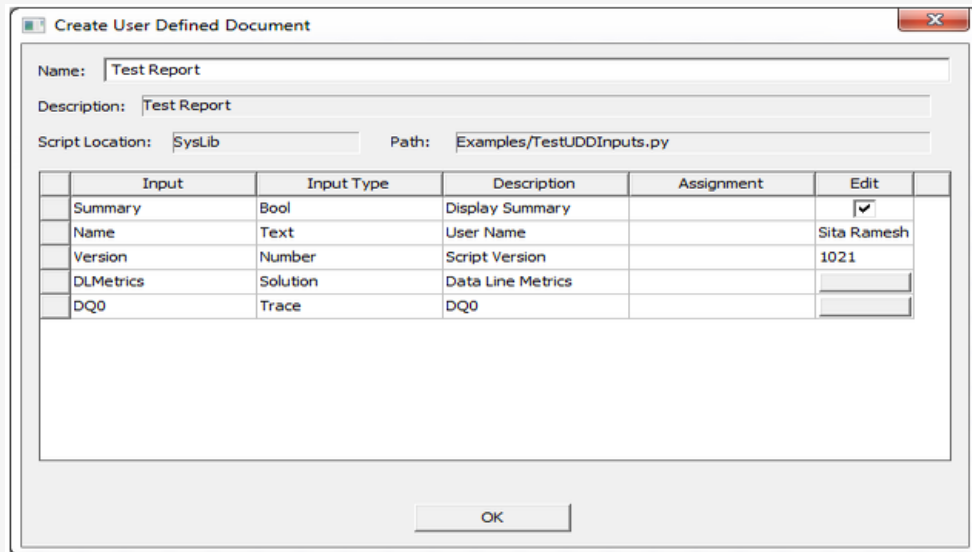 Create User Defined Document
Name: Test Report
Description: Test Report
Script Location: SysLib Path: Examples/TestUDDInputs.py
Input Input Type Description Assignment Edit
Summary Bool Display Summary
Name Text User Name Sita Ramesh
Version Number Script Version 1021
DLMetrics Solution Data Line Metrics
DQ0 Trace DQ0
OK